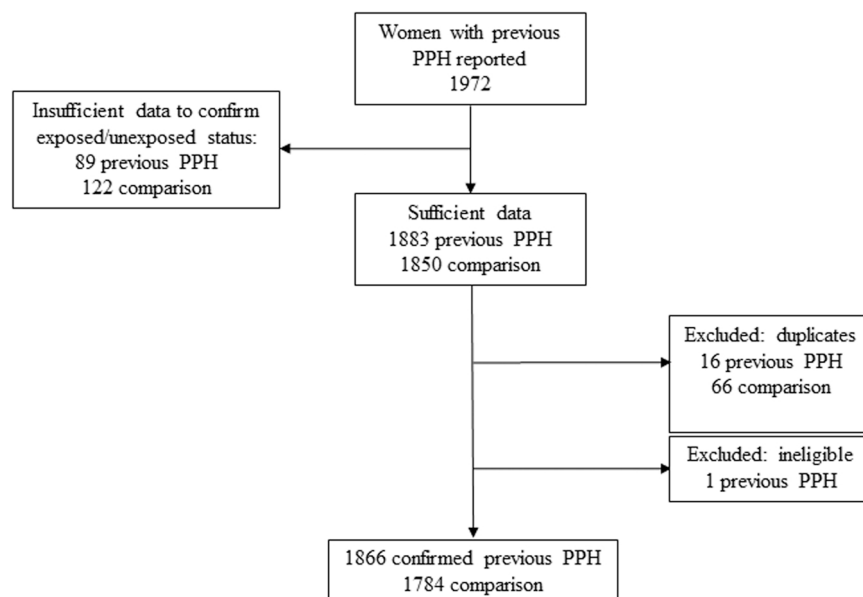 Women with previous
PPH reported
1972
Insufficient data to confirm
exposed/unexposed status:
89 previous PPH
122 comparison
Sufficient data
1883 previous PPH
1850 comparison
Excluded: duplicates
16 previous PPH
66 comparison
Excluded: ineligible
1 previous PPH
1866 confirmed previous PPH
1784 comparison